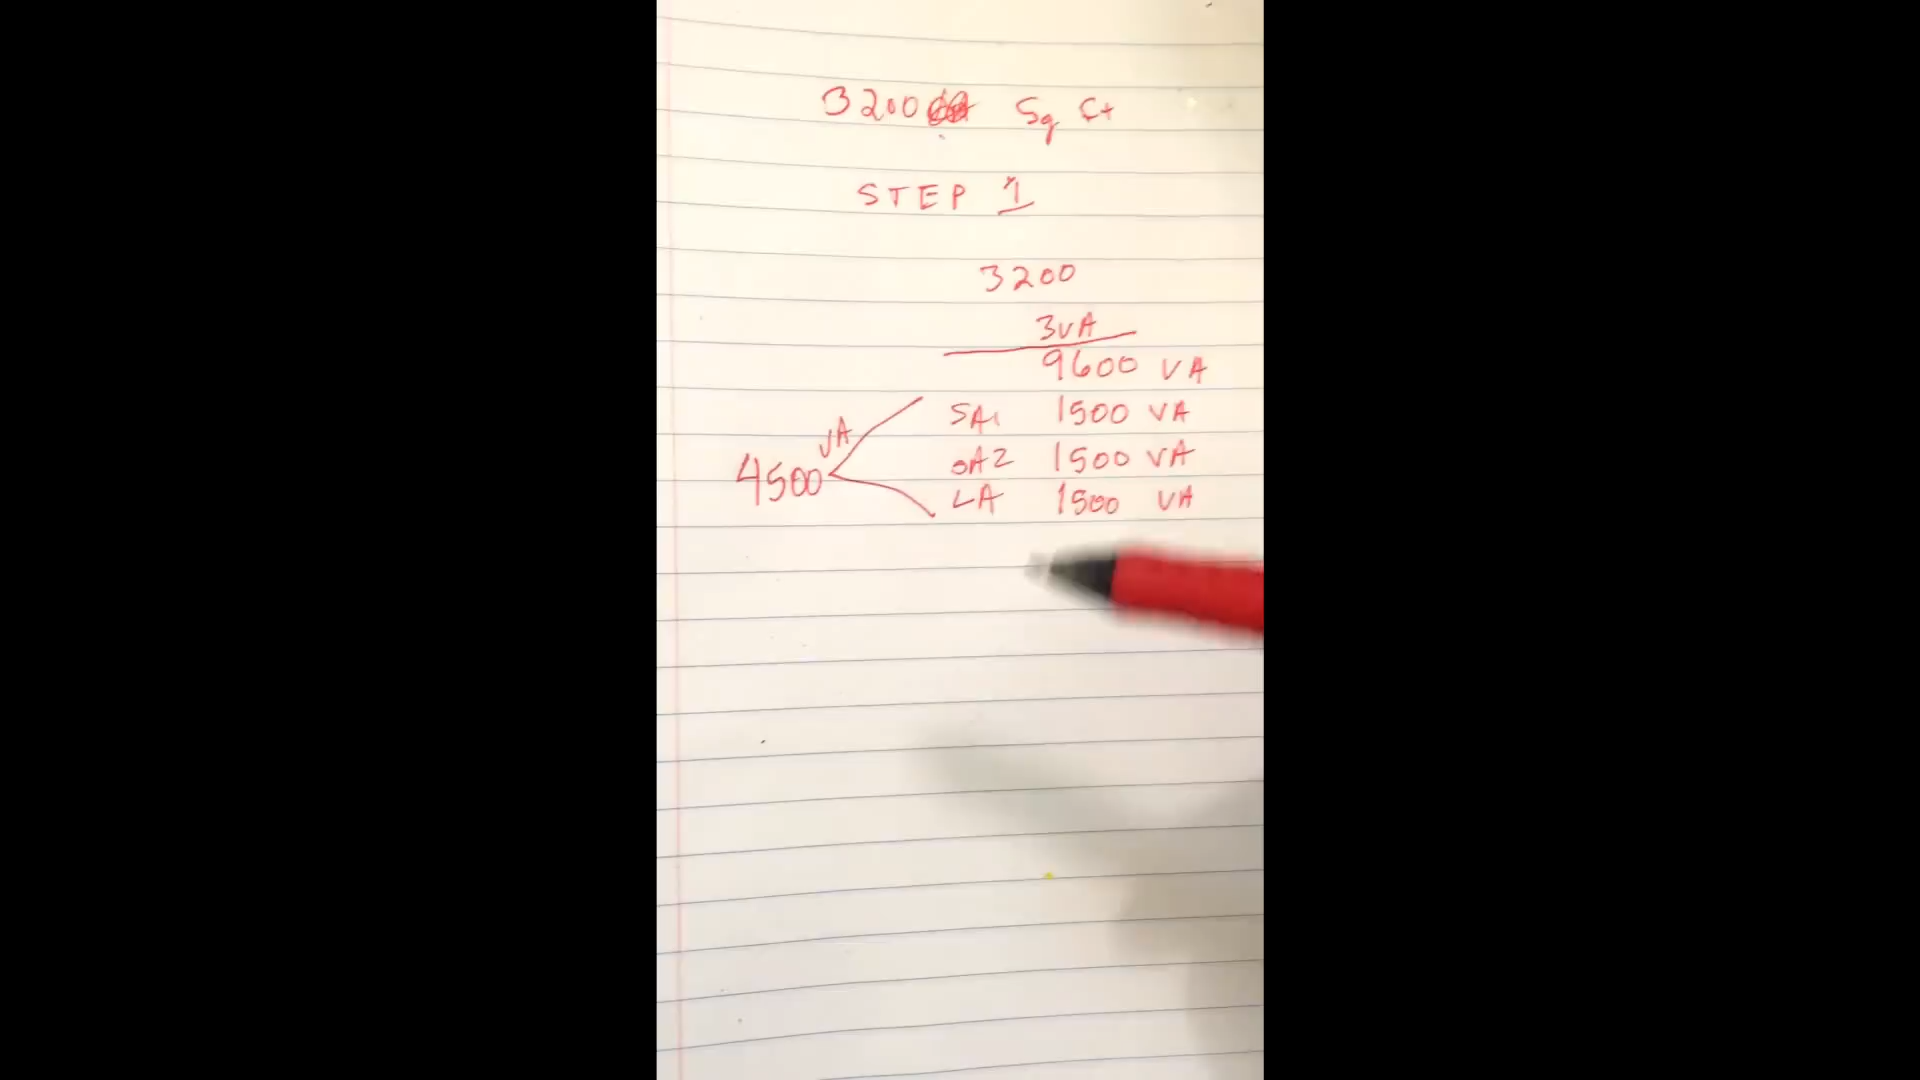 3200 Sq Ft
STEP 1
3200
3VA
9600 VA
SA1 1500 VA
4500 VA
SA2 1500 VA
LA 1500 VA